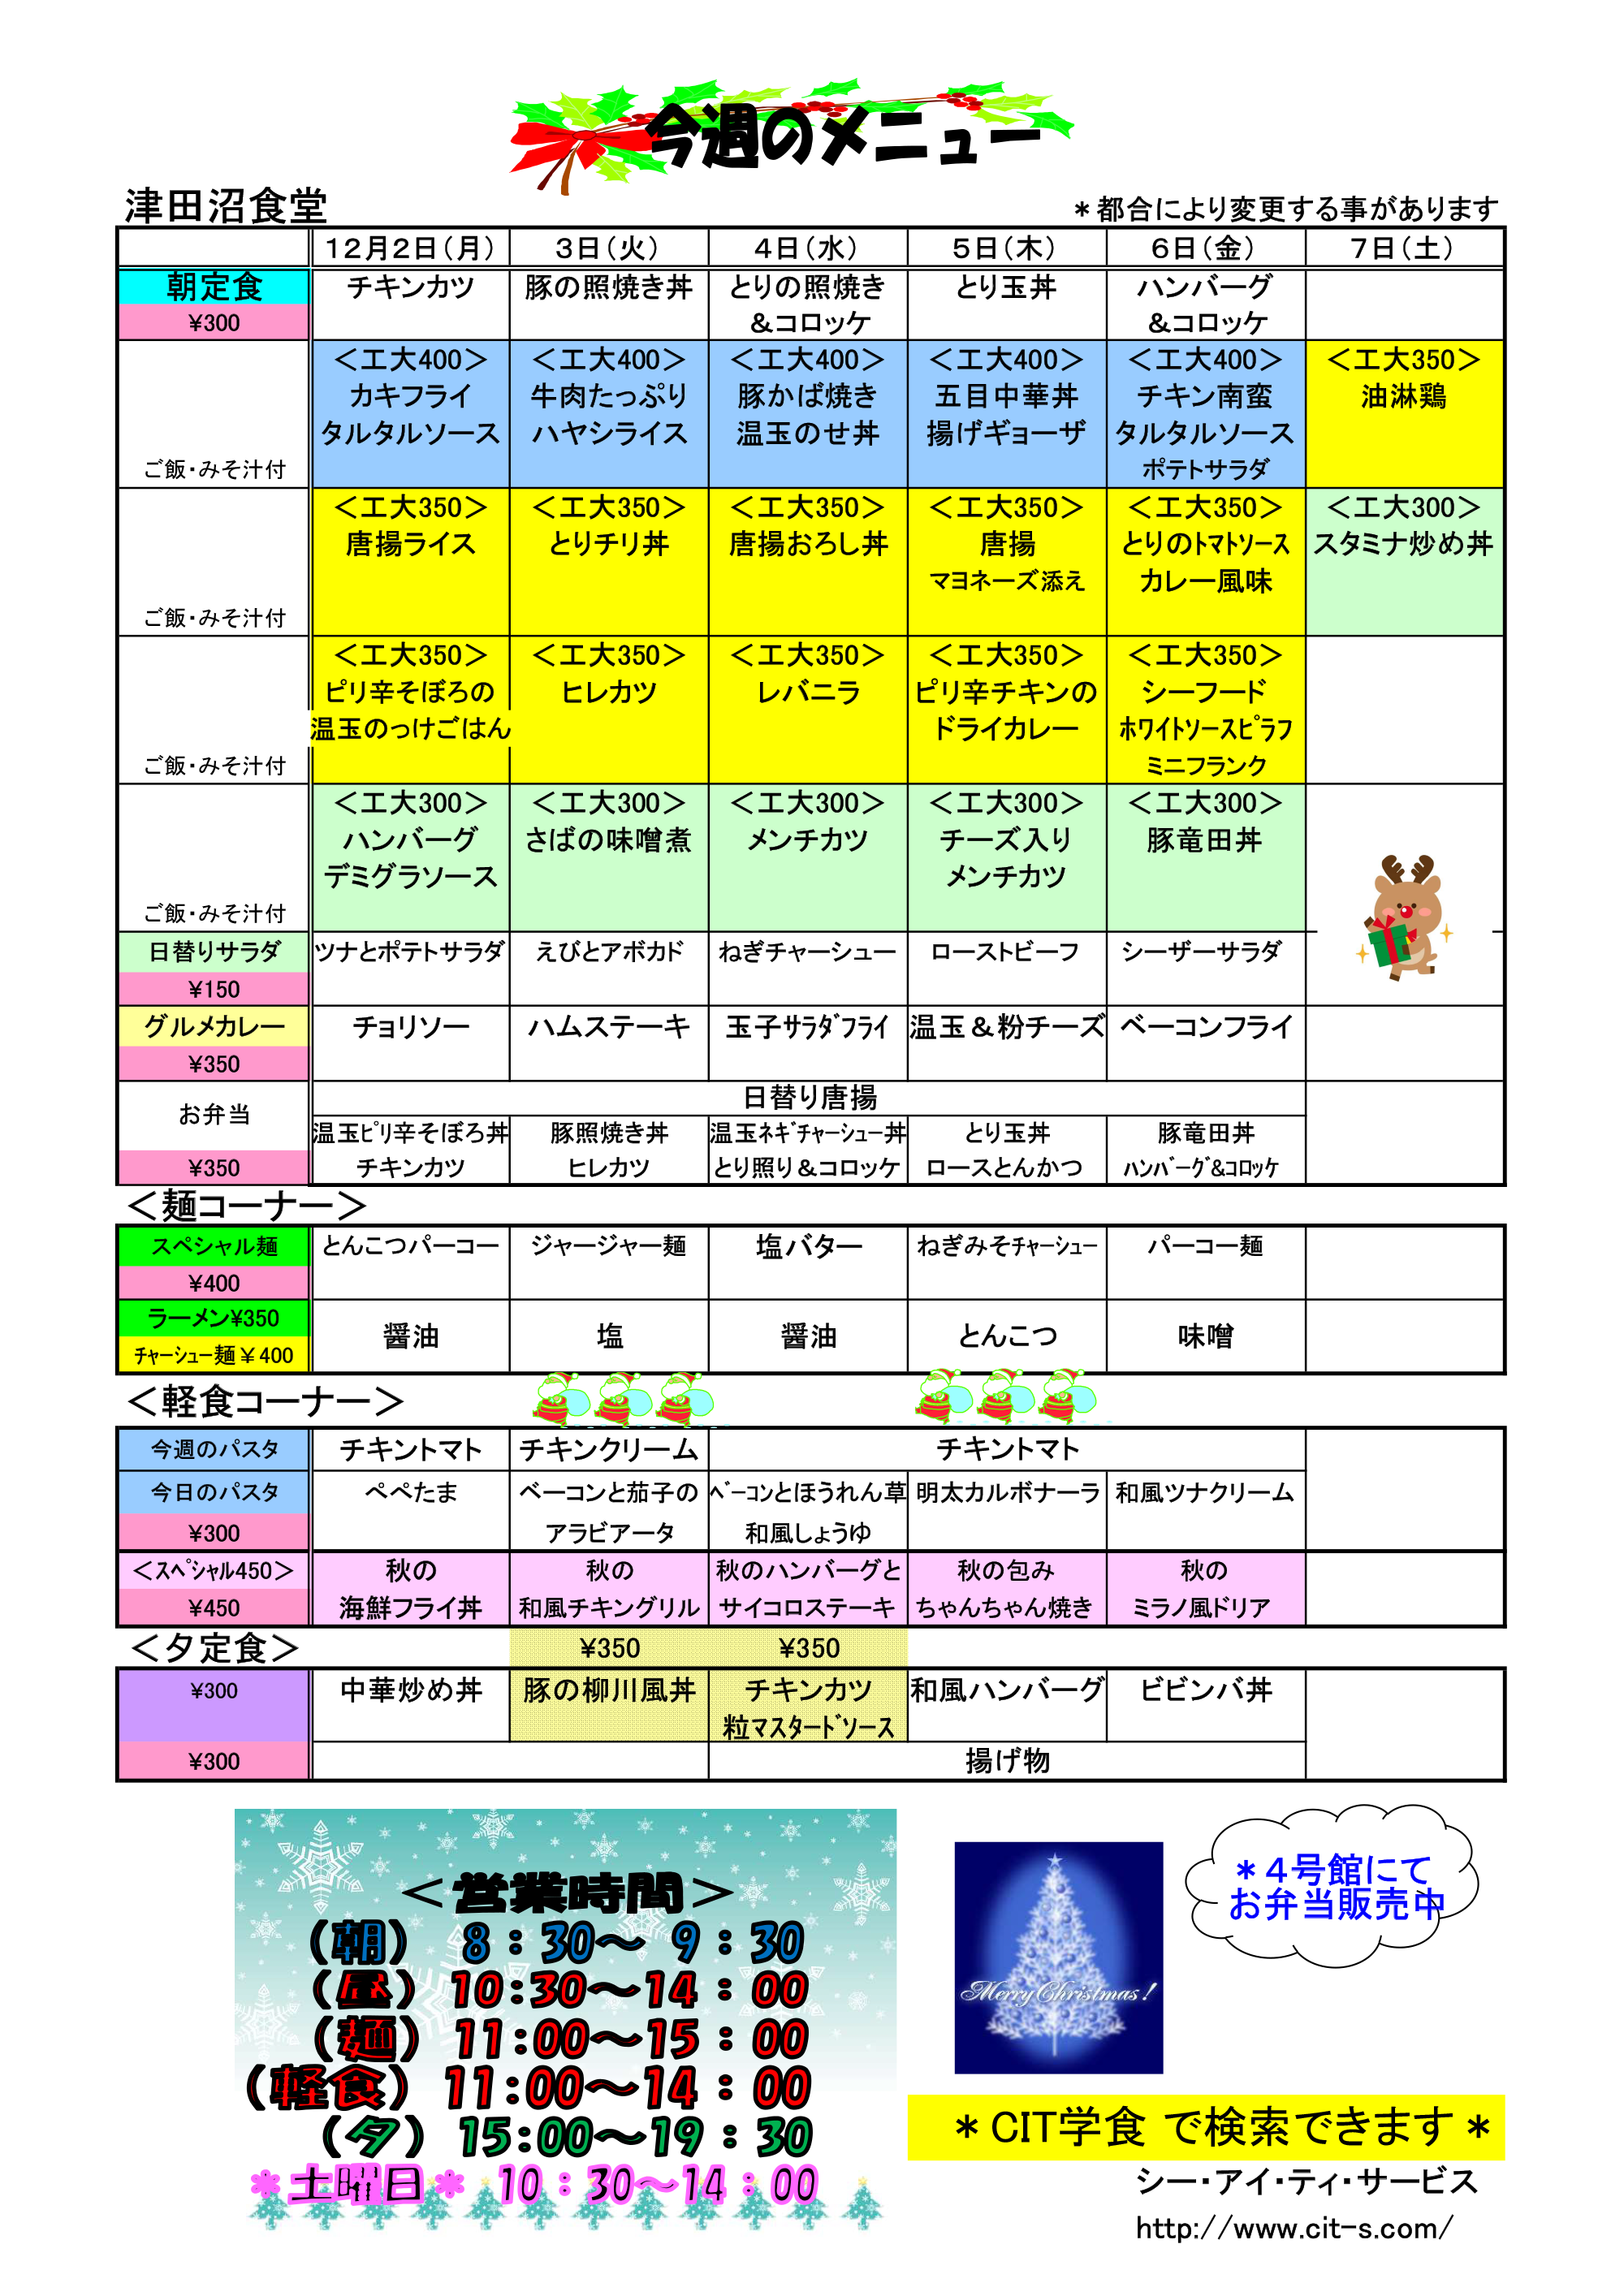 今週のメニュー
津田沼食堂 ＊都合により変更する事があります
12月2日(月) 3日(火) 4日(水) 5日(木) 6日(金) 7日(土)
朝定食 チキンカツ 豚の照焼き丼 とりの照焼き とり玉丼 ハンバーグ
¥300 &コロッケ &コロッケ
＜工大400＞ ＜工大400＞ ＜工大400＞ ＜工大400＞ ＜工大400＞ ＜工大350＞
カキフライ 牛肉たっぷり 豚かば焼き 五目中華丼 チキン南蛮 油淋鶏
タルタルソース ハヤシライス 温玉のせ丼 揚げギョーザ タルタルソース
ご飯・みそ汁付 ポテトサラダ
＜工大350＞ ＜工大350＞ ＜工大350＞ ＜工大350＞ ＜工大350＞ ＜工大300＞
唐揚ライス とりチリ丼 唐揚おろし丼 唐揚 とりのトマトソース スタミナ炒め丼
マヨネーズ添え カレー風味
ご飯・みそ汁付
＜工大350＞ ＜工大350＞ ＜工大350＞ ＜工大350＞ ＜工大350＞
ピリ辛そぼろの ヒレカツ レバニラ ピリ辛チキンの シーフード
温玉のっけごはん ドライカレー ホワイトソースピラフ
ご飯・みそ汁付 ミニフランク
＜工大300＞ ＜工大300＞ ＜工大300＞ ＜工大300＞ ＜工大300＞
ハンバーグ さばの味噌煮 メンチカツ チーズ入り 豚竜田丼
デミグラソース メンチカツ
ご飯・みそ汁付
日替りサラダ ツナとポテトサラダ えびとアボカド ねぎチャーシュー ローストビーフ シーザーサラダ
¥150
グルメカレー チョリソー ハムステーキ 玉子サラダフライ 温玉&粉チーズ ベーコンフライ
¥350
日替り唐揚
お弁当 温玉ピリ辛そぼろ丼 豚照焼き丼 温玉ネギチャーシュー丼 とり玉丼 豚竜田丼
¥350 チキンカツ ヒレカツ とり照り&コロッケ ロースとんかつ ハンバーグ&コロッケ
＜麺コーナー＞
スペシャル麺 とんこつパーコー ジャージャー麺 塩バター ねぎみそチャーシュー パーコー麺
¥400
ラーメン¥350 醤油 塩 醤油 とんこつ 味噌
チャーシュー麺¥400
＜軽食コーナー＞
今週のパスタ チキントマト チキンクリーム チキントマト
今日のパスタ ペペたま ベーコンと茄子の ベーコンとほうれん草 明太カルボナーラ 和風ツナクリーム
¥300 アラビアータ 和風しょうゆ
＜スペシャル450＞ 秋の 秋の 秋のハンバーグと 秋の包み 秋の
¥450 海鮮フライ丼 和風チキングリル サイコロステーキ ちゃんちゃん焼き ミラノ風ドリア
＜夕定食＞ ¥350 ¥350
¥300 中華炒め丼 豚の柳川風丼 チキンカツ 和風ハンバーグ ビビンバ丼
粒マスタードソース
¥300 揚げ物
＜営業時間＞
(朝) 8：30～9：30
(昼) 10:30～14：00
(麺) 11:00～15：00
(軽食) 11:00～14：00
(夕) 15:00～19：30
＊土曜日＊ 10：30～14：00
Merry Christmas!
＊4号館にて
お弁当販売中
＊CIT学食 で検索できます＊
シー・アイ・ティ・サービス
http://www.cit-s.com/